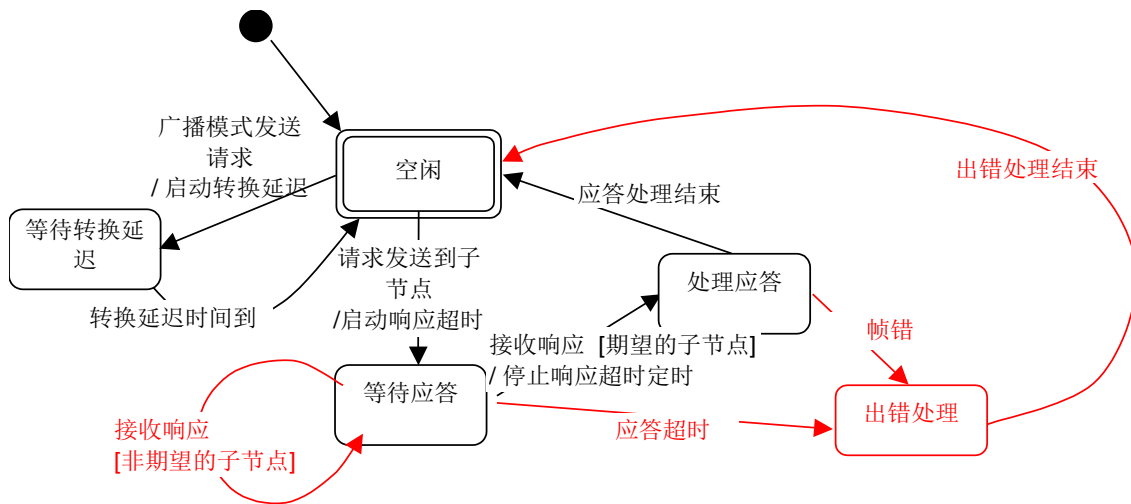 广播模式发送
请求
/ 启动转换延迟
空闲
出错处理结束
应答处理结束
等待转换延
迟
请求发送到子
节点
/启动响应超时
处理应答
转换延迟时间到
接收响应 [期望的子节点]
/ 停止响应超时定时
帧错
等待应答
出错处理
应答超时
接收响应
[非期望的子节点]